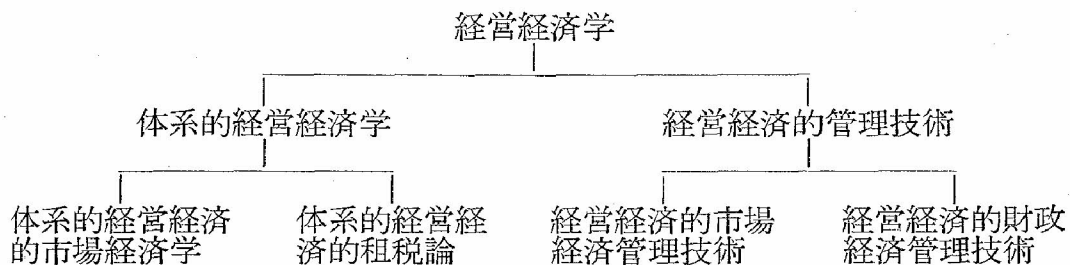 経営経済学
体系的経営経済学
経営経済的管理技術
体系的経営経済
的市場経済学
体系的経営経
済的租税論
経営経済的市場
経済管理技術
経営経済的財政
経済管理技術